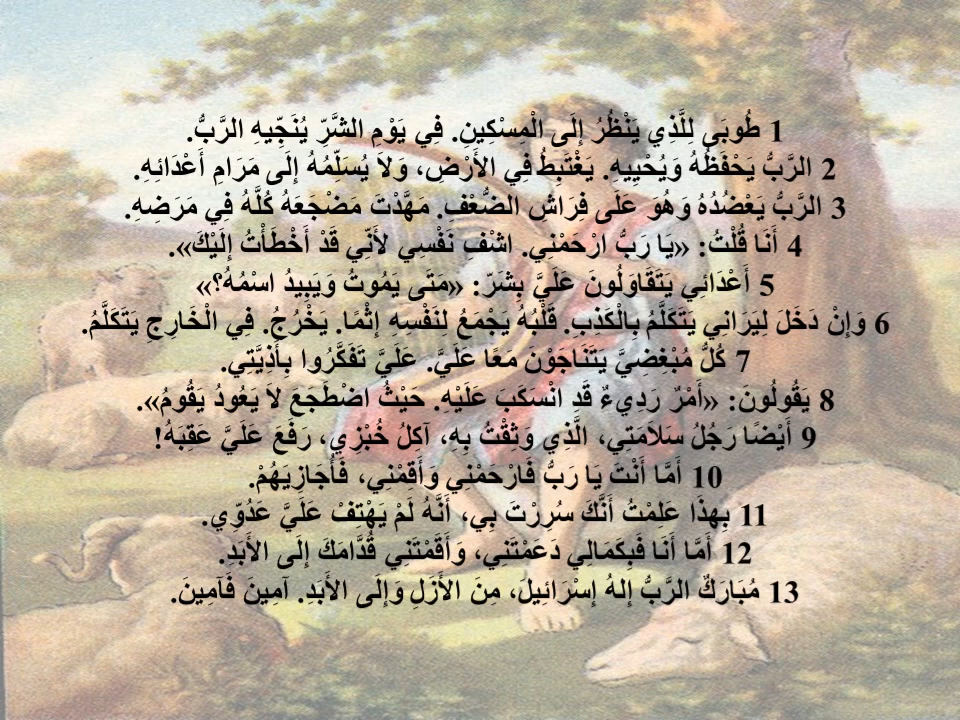 1 طُوبَى لِلَّذِي يَنْظُرُ إِلَى الْمِسْكِينِ. فِي يَوْمِ الشَّرِّ يُنَجِّيهِ الرَّبُّ.
2 الرَّبُّ يَحْفَظُهُ وَيُحْيِيهِ. يَغْتَبِطُ فِي الأَرْضِ، وَلاَ يُسَلِّمُهُ إِلَى مَرَامِ أَعْدَائِهِ.
3 الرَّبُّ يَعْضُدُهُ وَهُوَ عَلَى فِرَاشِ الضُّعْفِ. مَهَّدْتَ مَضْجَعَهُ كُلَّهُ فِي مَرَضِهِ.
4 أَنَا قُلْتُ: «يَا رَبُّ ارْحَمْنِي. اشْفِ نَفْسِي لأَنِّي قَدْ أَخْطَأْتُ إِلَيْكَ».
5 أَعْدَائِي يَتَقَاوَلُونَ عَلَيَّ بِشَرّ: «مَتَى يَمُوتُ وَيَبِيدُ اسْمُهُ؟»
6 وَإِنْ دَخَلَ لِيَرَانِي يَتَكَلَّمُ بِالْكَذِبِ. قَلْبُهُ يَجْمَعُ لِنَفْسِهِ إِثْمًا. يَخْرُجُ. فِي الْخَارِجِ يَتَكَلَّمُ.
7 كُلُّ مُبْغِضِيَّ يَتَنَاجَوْنَ مَعًا عَلَيَّ. عَلَيَّ تَفَكَّرُوا بِأَذِيَّتِي.
8 يَقُولُونَ: «أَمْرٌ رَدِيءٌ قَدِ انْسَكَبَ عَلَيْهِ. حَيْثُ اضْطَجَعَ لاَ يَعُودُ يَقُومُ».
9 أَيْضًا رَجُلُ سَلاَمَتِي، الَّذِي وَثِقْتُ بِهِ، آكِلُ خُبْزِي، رَفَعَ عَلَيَّ عَقِبَهُ!
10 أَمَّا أَنْتَ يَا رَبُّ فَارْحَمْنِي وَأَقِمْنِي، فَأُجَازِيَهُمْ.
11 بِهذَا عَلِمْتُ أَنَّكَ سُرِرْتَ بِي، أَنَّهُ لَمْ يَهْتِفْ عَلَيَّ عَدُوِّي.
12 أَمَّا أَنَا فَبِكَمَالِي دَعَمْتَنِي، وَأَقَمْتَنِي قُدَّامَكَ إِلَى الأَبَدِ.
13 مُبَارَكٌ الرَّبُّ إِلهُ إِسْرَائِيلَ، مِنَ الأَزَلِ وَإِلَى الأَبَدِ. آمِينَ فَآمِينَ.